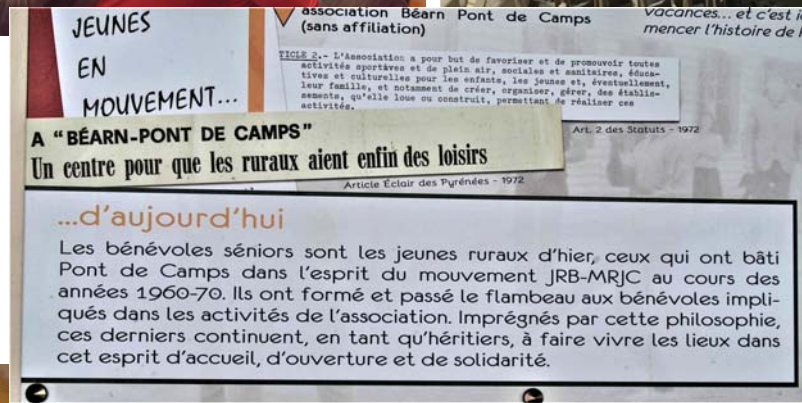 JEUNES
EN
MOUVEMENT...
association Béarn Pont de Camps
(sans affiliation)
vacances... et c'est
mencer l'histoire de
TICLE 2.- L'Association a pour but de favoriser et de promouvoir toutes
activités sportives et de plein air, sociales et sanitaires, éduca-
tives et culturelles pour les enfants, les jeunes et, éventuellement,
leur famille, et notamment de créer, organiser, gérer, des établis-
sements, qu'elle loue ou construit, permettant de réaliser ces
activités.
Art. 2 des Statuts - 1972
A "BÉARN-PONT DE CAMPS"
Un centre pour que les ruraux aient enfin des loisirs
Article Éclair des Pyrénées - 1972
...d'aujourd'hui
Les bénévoles séniors sont les jeunes ruraux d'hier, ceux qui ont bâti
Pont de Camps dans l'esprit du mouvement JRB-MRJC au cours des
années 1960-70. Ils ont formé et passé le flambeau aux bénévoles impli-
qués dans les activités de l'association. Imprégnés par cette philosophie,
ces derniers continuent, en tant qu'héritiers, à faire vivre les lieux dans
cet esprit d'accueil, d'ouverture et de solidarité.